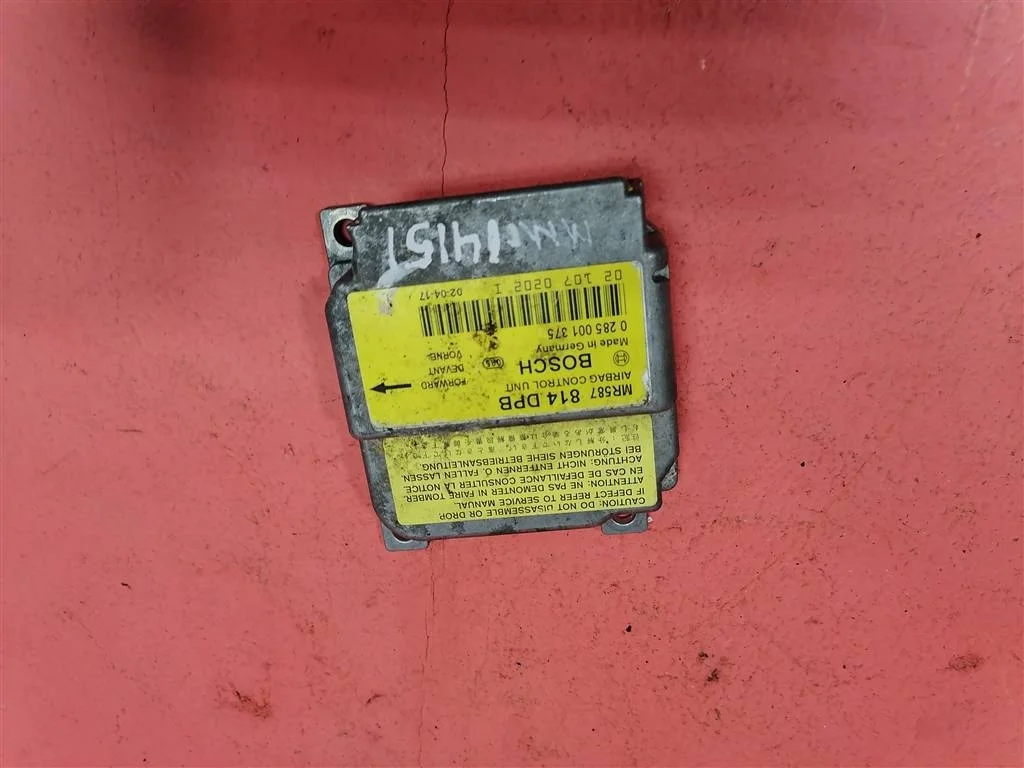 MR587 814 DPB
AIRBAG CONTROL UNIT
BOSCH
Made in Germany
FORWARD
DEVANT
VORNE
0 285 001 375
02 107 0202 I
02-04-17
CAUTION: DO NOT DISASSEMBLE OR DROP.
IF DEFECT REFER TO SERVICE MANUAL
ATTENTION: NE PAS DEMONTER NI FAIRE TOMBER.
EN CAS DE DEFAILLANCE CONSULTER LA NOTICE.
ACHTUNG: NICHT ENTFERNEN O. FALLEN LASSEN.
BEI STÖRUNGEN SIEHE BETRIEBSANLEITUNG.